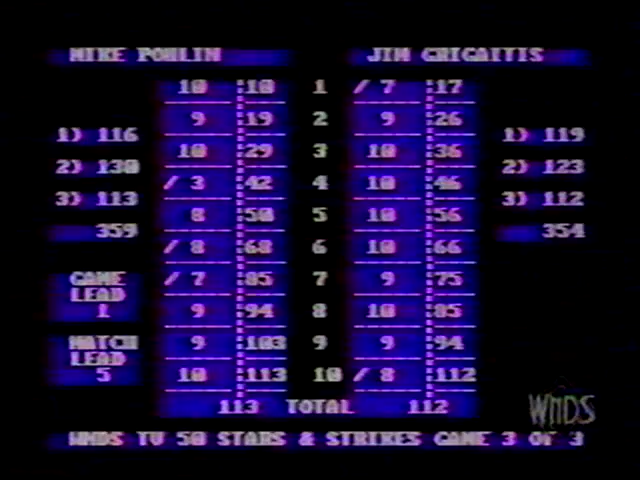 MIKE POULIN JIM GRIGAITIS
10 10 1 / 7 17
9 19 2 9 26
1) 116 1) 119
10 29 3 10 36
2) 130 2) 123
/ 3 42 4 10 46
3) 113 3) 112
8 50 5 10 56
359 354
/ 8 68 6 10 66
GAME / 7 85 7 9 75
LEAD
1 9 94 8 10 85
MATCH 9 103 9 9 94
LEAD
5 10 113 10 / 8 112
113 TOTAL 112
WMDS
WMDS TV 50 STARS & STRIKES GAME 3 OF 3